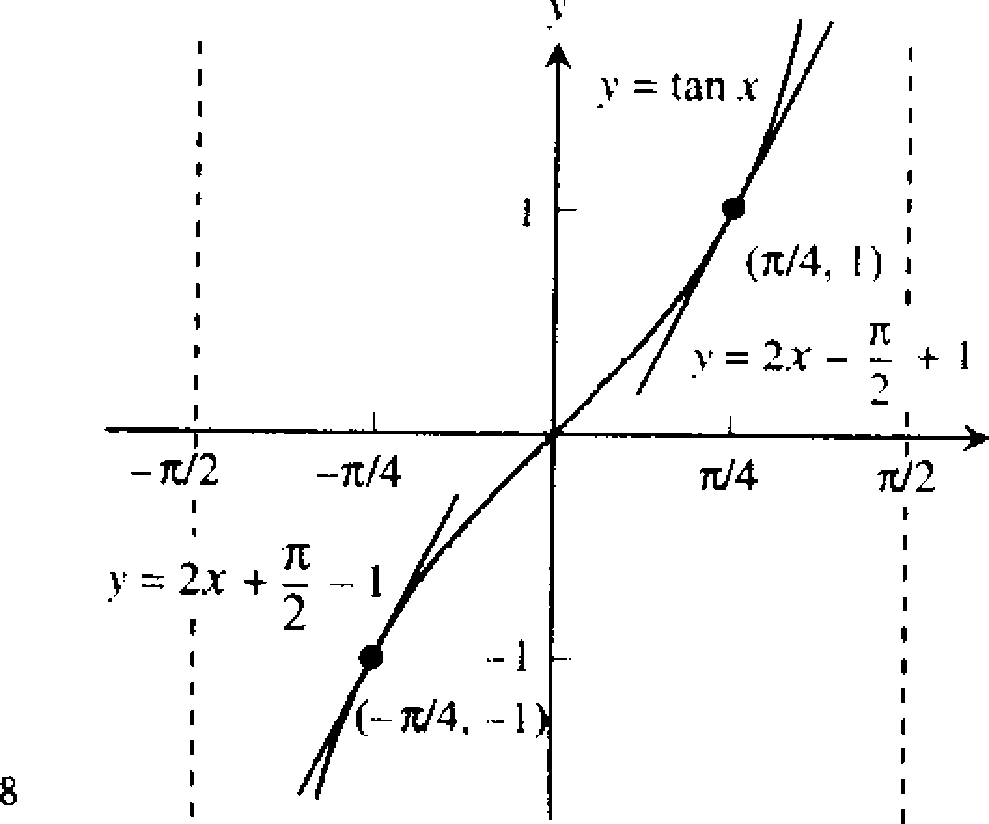 y
y = tan x
1
(π/4, 1)
y = 2x − π/2 + 1
−π/2
−π/4
π/4
π/2
y = 2x + π/2 − 1
−1
(−π/4, −1)
8